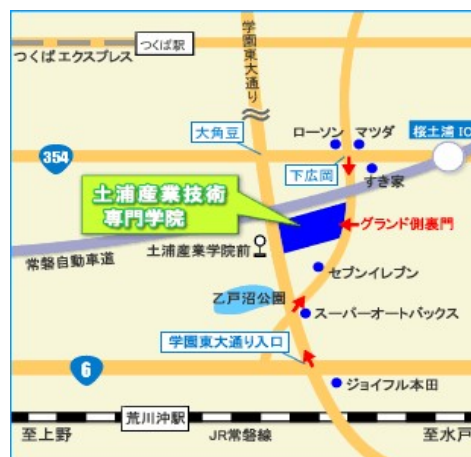 つくば駅
つくばエクスプレス
学園東大通り
大角豆
ローソン
マツダ
桜土浦IC
354
下広岡
すき家
土浦産業技術
専門学院
グランド側裏門
土浦産業学院前
常磐自動車道
セブンイレブン
乙戸沼公園
スーパーオートバックス
学園東大通り入口
6
ジョイフル本田
荒川沖駅
至上野
JR常磐線
至水戸